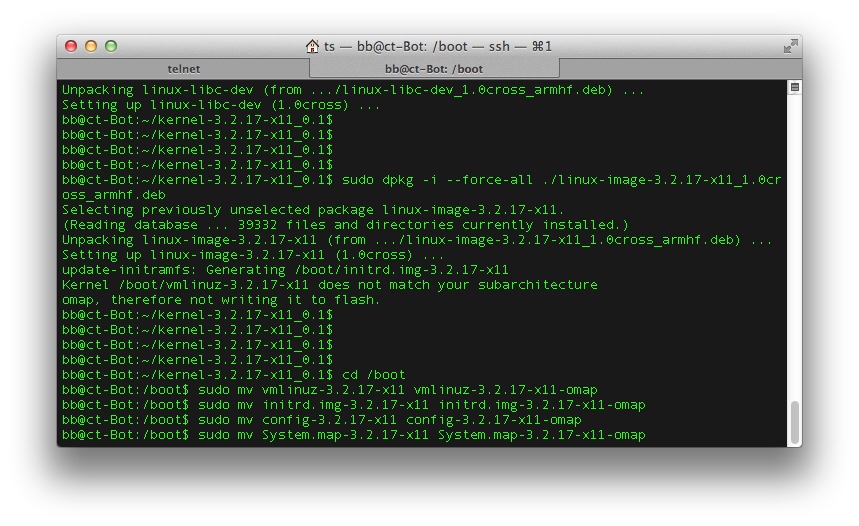 ts — bb@ct-Bot: /boot — ssh — ⌘1
telnet
bb@ct-Bot: /boot
Unpacking linux-libc-dev (from .../linux-libc-dev_1.0cross_armhf.deb) ...
Setting up linux-libc-dev (1.0cross) ...
bb@ct-Bot:~/kernel-3.2.17-x11_0.1$
bb@ct-Bot:~/kernel-3.2.17-x11_0.1$
bb@ct-Bot:~/kernel-3.2.17-x11_0.1$
bb@ct-Bot:~/kernel-3.2.17-x11_0.1$
bb@ct-Bot:~/kernel-3.2.17-x11_0.1$ sudo dpkg -i --force-all ./linux-image-3.2.17-x11_1.0cr
oss_armhf.deb
Selecting previously unselected package linux-image-3.2.17-x11.
(Reading database ... 39332 files and directories currently installed.)
Unpacking linux-image-3.2.17-x11 (from .../linux-image-3.2.17-x11_1.0cross_armhf.deb) ...
Setting up linux-image-3.2.17-x11 (1.0cross) ...
update-initramfs: Generating /boot/initrd.img-3.2.17-x11
Kernel /boot/vmlinuz-3.2.17-x11 does not match your subarchitecture
omap, therefore not writing it to flash.
bb@ct-Bot:~/kernel-3.2.17-x11_0.1$
bb@ct-Bot:~/kernel-3.2.17-x11_0.1$
bb@ct-Bot:~/kernel-3.2.17-x11_0.1$
bb@ct-Bot:~/kernel-3.2.17-x11_0.1$
bb@ct-Bot:~/kernel-3.2.17-x11_0.1$ cd /boot
bb@ct-Bot:/boot$ sudo mv vmlinuz-3.2.17-x11 vmlinuz-3.2.17-x11-omap
bb@ct-Bot:/boot$ sudo mv initrd.img-3.2.17-x11 initrd.img-3.2.17-x11-omap
bb@ct-Bot:/boot$ sudo mv config-3.2.17-x11 config-3.2.17-x11-omap
bb@ct-Bot:/boot$ sudo mv System.map-3.2.17-x11 System.map-3.2.17-x11-omap